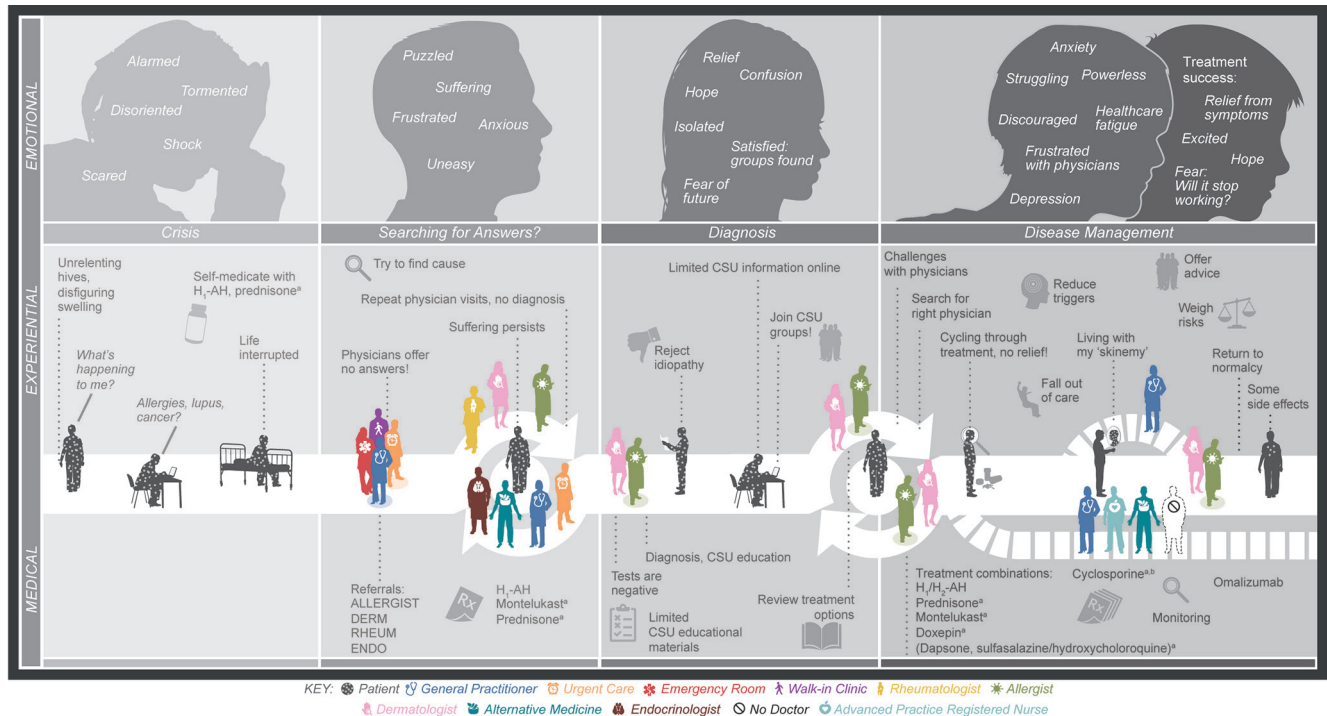 EMOTIONAL
Alarmed
Tormented
Disoriented
Shock
Scared
Puzzled
Suffering
Frustrated
Anxious
Uneasy
Relief
Confusion
Hope
Isolated
Satisfied:
groups found
Fear of
future
Anxiety
Struggling
Powerless
Discouraged
Healthcare
fatigue
Frustrated
with physicians
Depression
Treatment
success:
Relief from
symptoms
Excited
Hope
Fear:
Will it stop
working?
Crisis
Searching for Answers?
Diagnosis
Disease Management
EXPERIENTIAL
Unrelenting
hives,
disfiguring
swelling
Self-medicate with
H1-AH, prednisoneª
What's
happening
to me?
Life
interrupted
Allergies, lupus,
cancer?
Try to find cause
Repeat physician visits, no diagnosis
Suffering persists
Physicians offer
no answers!
Limited CSU information online
Join CSU
groups!
Reject
idiopathy
Challenges
with physicians
Search for
right physician
Cycling through
treatment, no relief!
Reduce
triggers
Offer
advice
Weigh
risks
Living with
my 'skinemy'
Fall out
of care
Return to
normalcy
Some
side effects
MEDICAL
Referrals:
ALLERGIST
DERM
RHEUM
ENDO
Rx
H1-AH
Montelukastª
Prednisoneª
Diagnosis, CSU education
Tests are
negative
Limited
CSU educational
materials
Review treatment
options
Treatment combinations:
H1/H2-AH
Prednisoneª
Montelukastª
Doxepinª
(Dapsone, sulfasalazine/hydroxycholoroquine)ª
Cyclosporineª,ᵇ
Rx
Monitoring
Omalizumab
KEY: Patient General Practitioner Urgent Care Emergency Room Walk-in Clinic Rheumatologist Allergist
Dermatologist Alternative Medicine Endocrinologist No Doctor Advanced Practice Registered Nurse